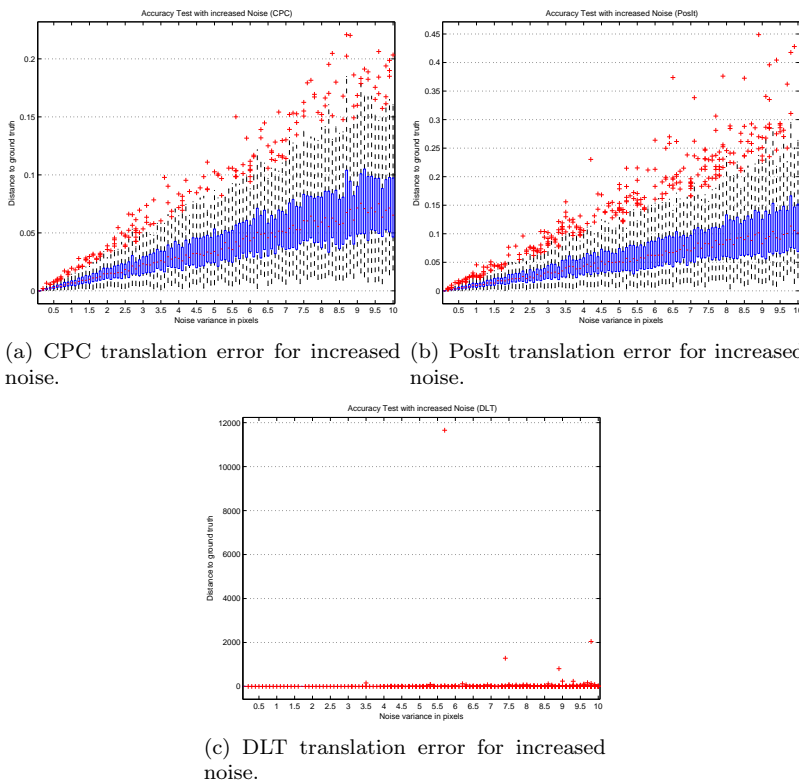 Accuracy Test with increased Noise (CPC)
Distance to ground truth
0.2
0.15
0.1
0.05
0
0.5 1 1.5 2 2.5 3 3.5 4 4.5 5 5.5 6 6.5 7 7.5 8 8.5 9 9.5 10
Noise variance in pixels
(a) CPC translation error for increased
noise.
Accuracy Test with increased Noise (PosIt)
Distance to ground truth
0.45
0.4
0.35
0.3
0.25
0.2
0.15
0.1
0.05
0
0.5 1 1.5 2 2.5 3 3.5 4 4.5 5 5.5 6 6.5 7 7.5 8 8.5 9 9.5 10
Noise variance in pixels
(b) PosIt translation error for increased
noise.
Accuracy Test with increased Noise (DLT)
Distance to ground truth
12000
10000
8000
6000
4000
2000
0
0.5 1 1.5 2 2.5 3 3.5 4 4.5 5 5.5 6 6.5 7 7.5 8 8.5 9 9.5 10
Noise variance in pixels
(c) DLT translation error for increased
noise.